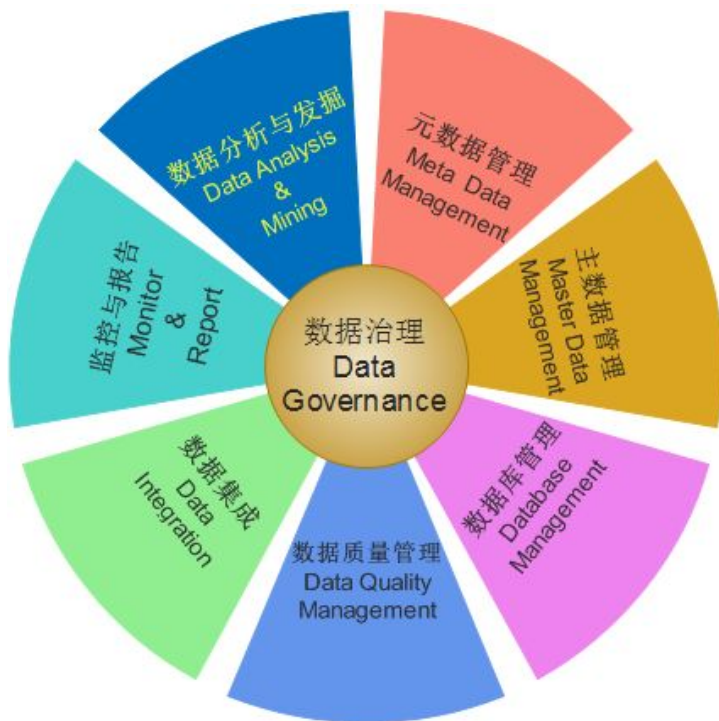 数据治理
Data
Governance
元数据管理
Meta Data
Management
主数据管理
Master Data
Management
数据库管理
Database
Management
数据质量管理
Data Quality
Management
数据集成
Data
Integration
监控与报告
Monitor
&
Report
数据分析与发掘
Data Analysis
&
Mining